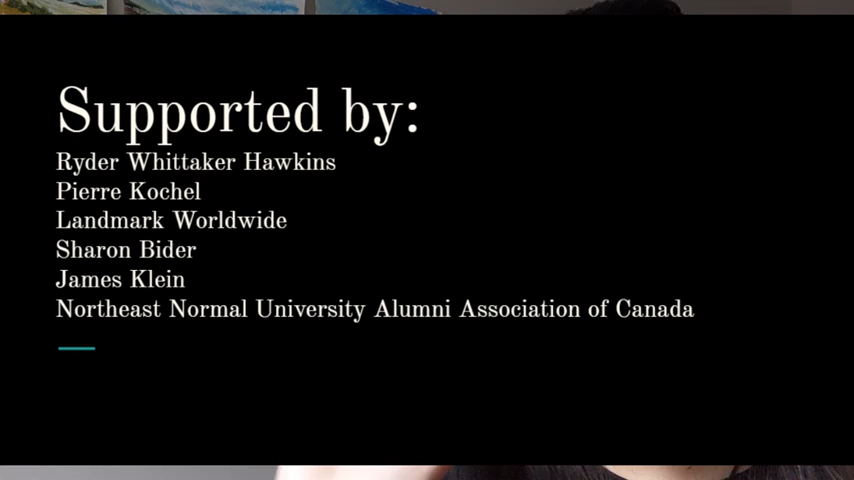 Supported by:
Ryder Whittaker Hawkins
Pierre Kochel
Landmark Worldwide
Sharon Bider
James Klein
Northeast Normal University Alumni Association of Canada